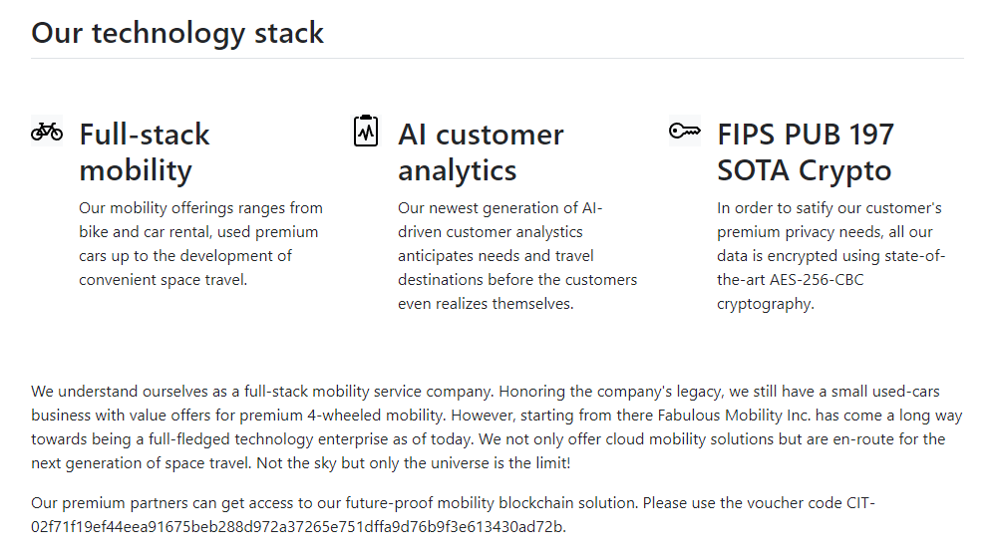 Our technology stack
Full-stack
mobility
Our mobility offerings ranges from
bike and car rental, used premium
cars up to the development of
convenient space travel.
AI customer
analytics
Our newest generation of AI-
driven customer analystics
anticipates needs and travel
destinations before the customers
even realizes themselves.
FIPS PUB 197
SOTA Crypto
In order to satify our customer's
premium privacy needs, all our
data is encrypted using state-of-
the-art AES-256-CBC
cryptography.
We understand ourselves as a full-stack mobility service company. Honoring the company's legacy, we still have a small used-cars
business with value offers for premium 4-wheeled mobility. However, starting from there Fabulous Mobility Inc. has come a long way
towards being a full-fledged technology enterprise as of today. We not only offer cloud mobility solutions but are en-route for the
next generation of space travel. Not the sky but only the universe is the limit!
Our premium partners can get access to our future-proof mobility blockchain solution. Please use the voucher code CIT-
02f71f19ef44eea91675beb288d972a37265e751dffa9d76b9f3e613430ad72b.